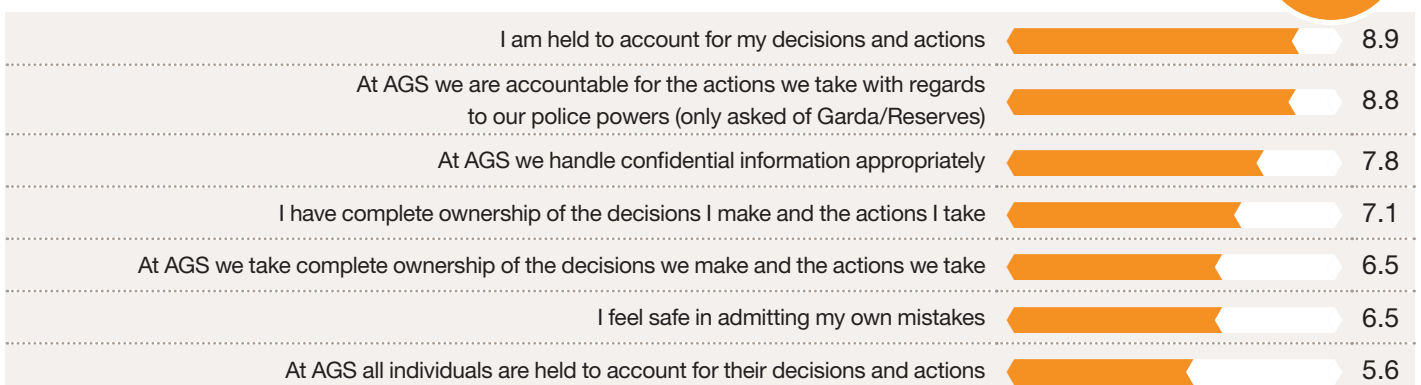 I am held to account for my decisions and actions 8.9
At AGS we are accountable for the actions we take with regards
to our police powers (only asked of Garda/Reserves) 8.8
At AGS we handle confidential information appropriately 7.8
I have complete ownership of the decisions I make and the actions I take 7.1
At AGS we take complete ownership of the decisions we make and the actions we take 6.5
I feel safe in admitting my own mistakes 6.5
At AGS all individuals are held to account for their decisions and actions 5.6